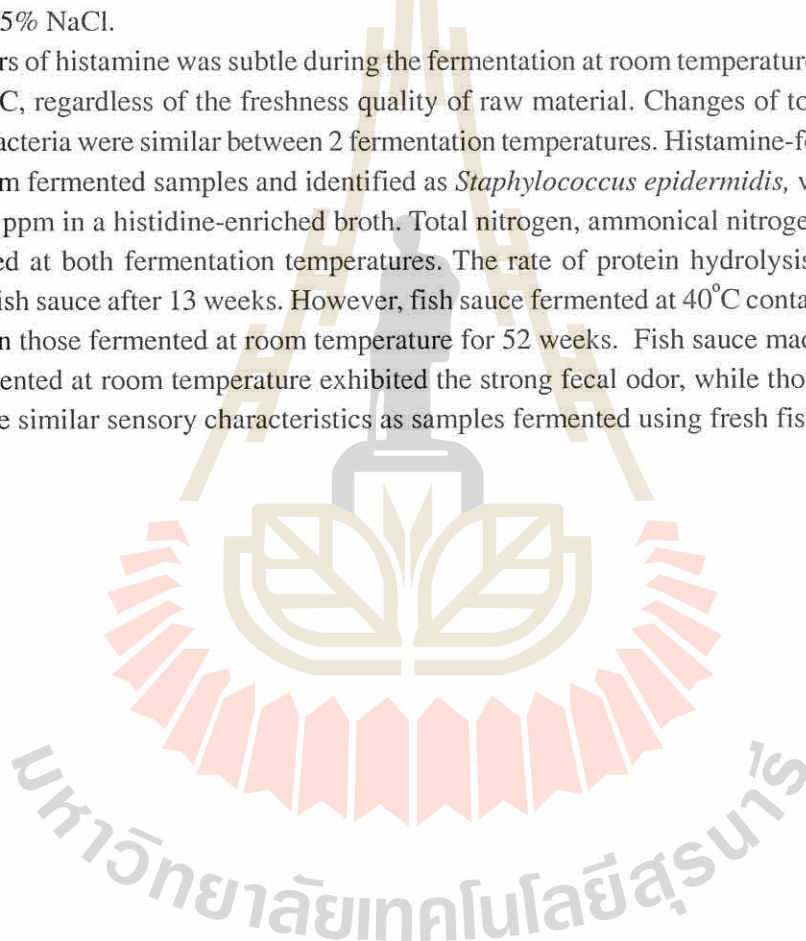 5% NaCl.
rs of histamine was subtle during the fermentation at room temperature
C, regardless of the freshness quality of raw material. Changes of to
acteria were similar between 2 fermentation temperatures. Histamine-f
m fermented samples and identified as Staphylococcus epidermidis, v
ppm in a histidine-enriched broth. Total nitrogen, ammonical nitroge
ed at both fermentation temperatures. The rate of protein hydrolysis
ish sauce after 13 weeks. However, fish sauce fermented at 40°C conta
n those fermented at room temperature for 52 weeks. Fish sauce mad
ented at room temperature exhibited the strong fecal odor, while tho
e similar sensory characteristics as samples fermented using fresh fis
มหาวิทยาลัยเทคโนโลยีสุรนารี